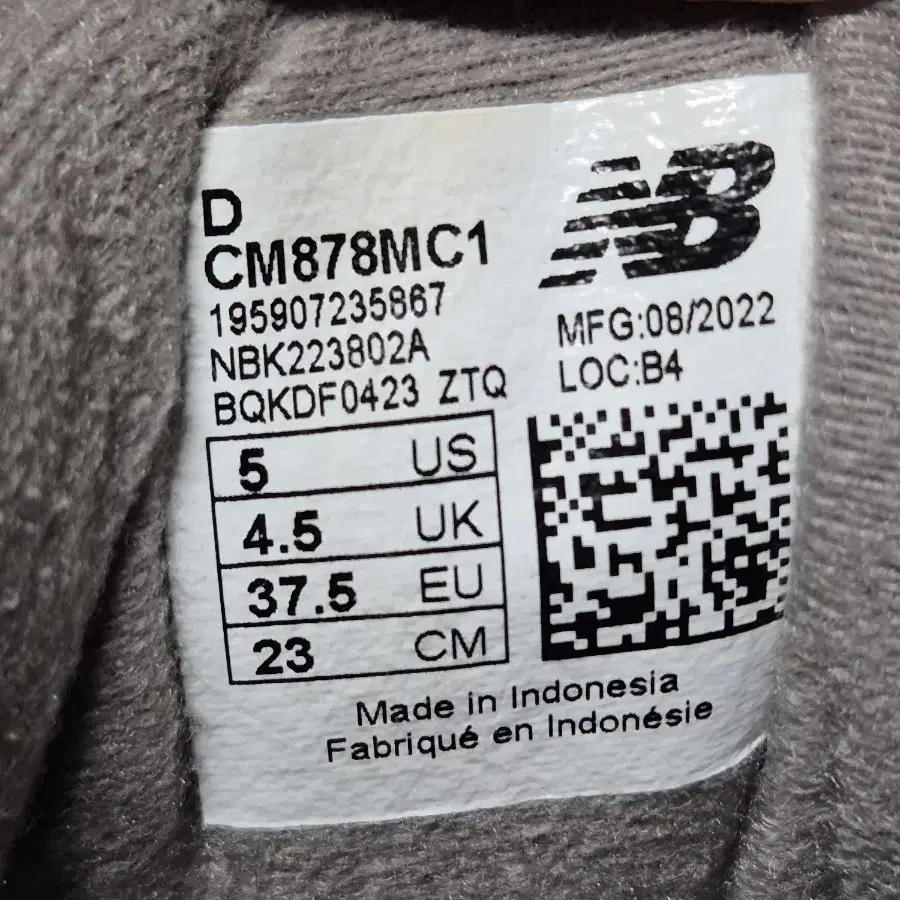 D
CM878MC1
195907235867
NBK223802A
BQKDF0423 ZTQ
NB
MFG:08/2022
LOC:B4
5 US
4.5 UK
37.5 EU
23 CM
Made in Indonesia
Fabriqué en Indonésie